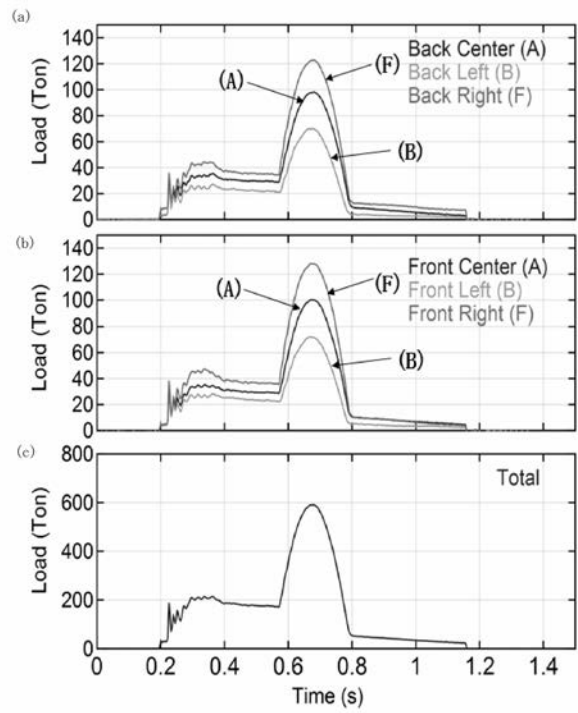 (a)
140
120
100
80
60
40
20
0
Load (Ton)
(A)
(F)
(B)
Back Center (A)
Back Left (B)
Back Right (F)
(b)
140
120
100
80
60
40
20
0
Load (Ton)
(A)
(F)
(B)
Front Center (A)
Front Left (B)
Front Right (F)
(c)
800
600
400
200
0
Load (Ton)
Total
0 0.2 0.4 0.6 0.8 1 1.2 1.4
Time (s)